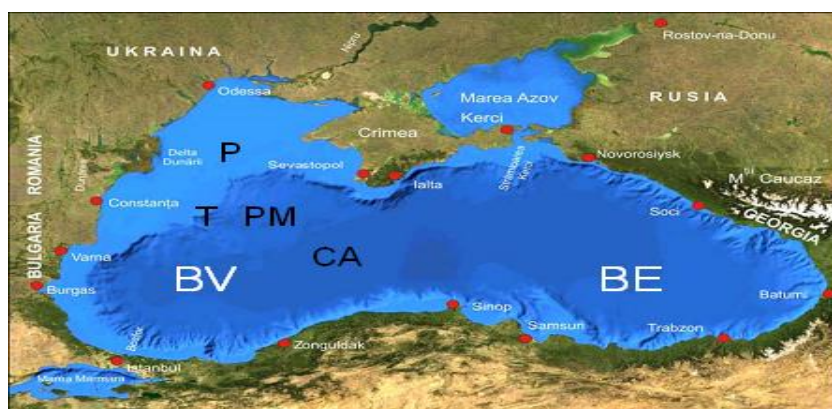 UKRAINA
Nipru
Rostov-na-Donu
Odessa
Marea Azov
Kerci
RUSIA
Crimea
P
Delta
Dunării
Sevastopol
Ialta
Strâmtoarea
Kerci
Novorosiysk
Mții Caucaz
ROMANIA
Dunărea
Constanța
T
PM
Soci
GEORGIA
BULGARIA
Varna
CA
BV
BE
Burgas
Batumi
Sinop
Samsun
Trabzon
Bosfor
Zonguldak
Istanbul
Marea Marmara